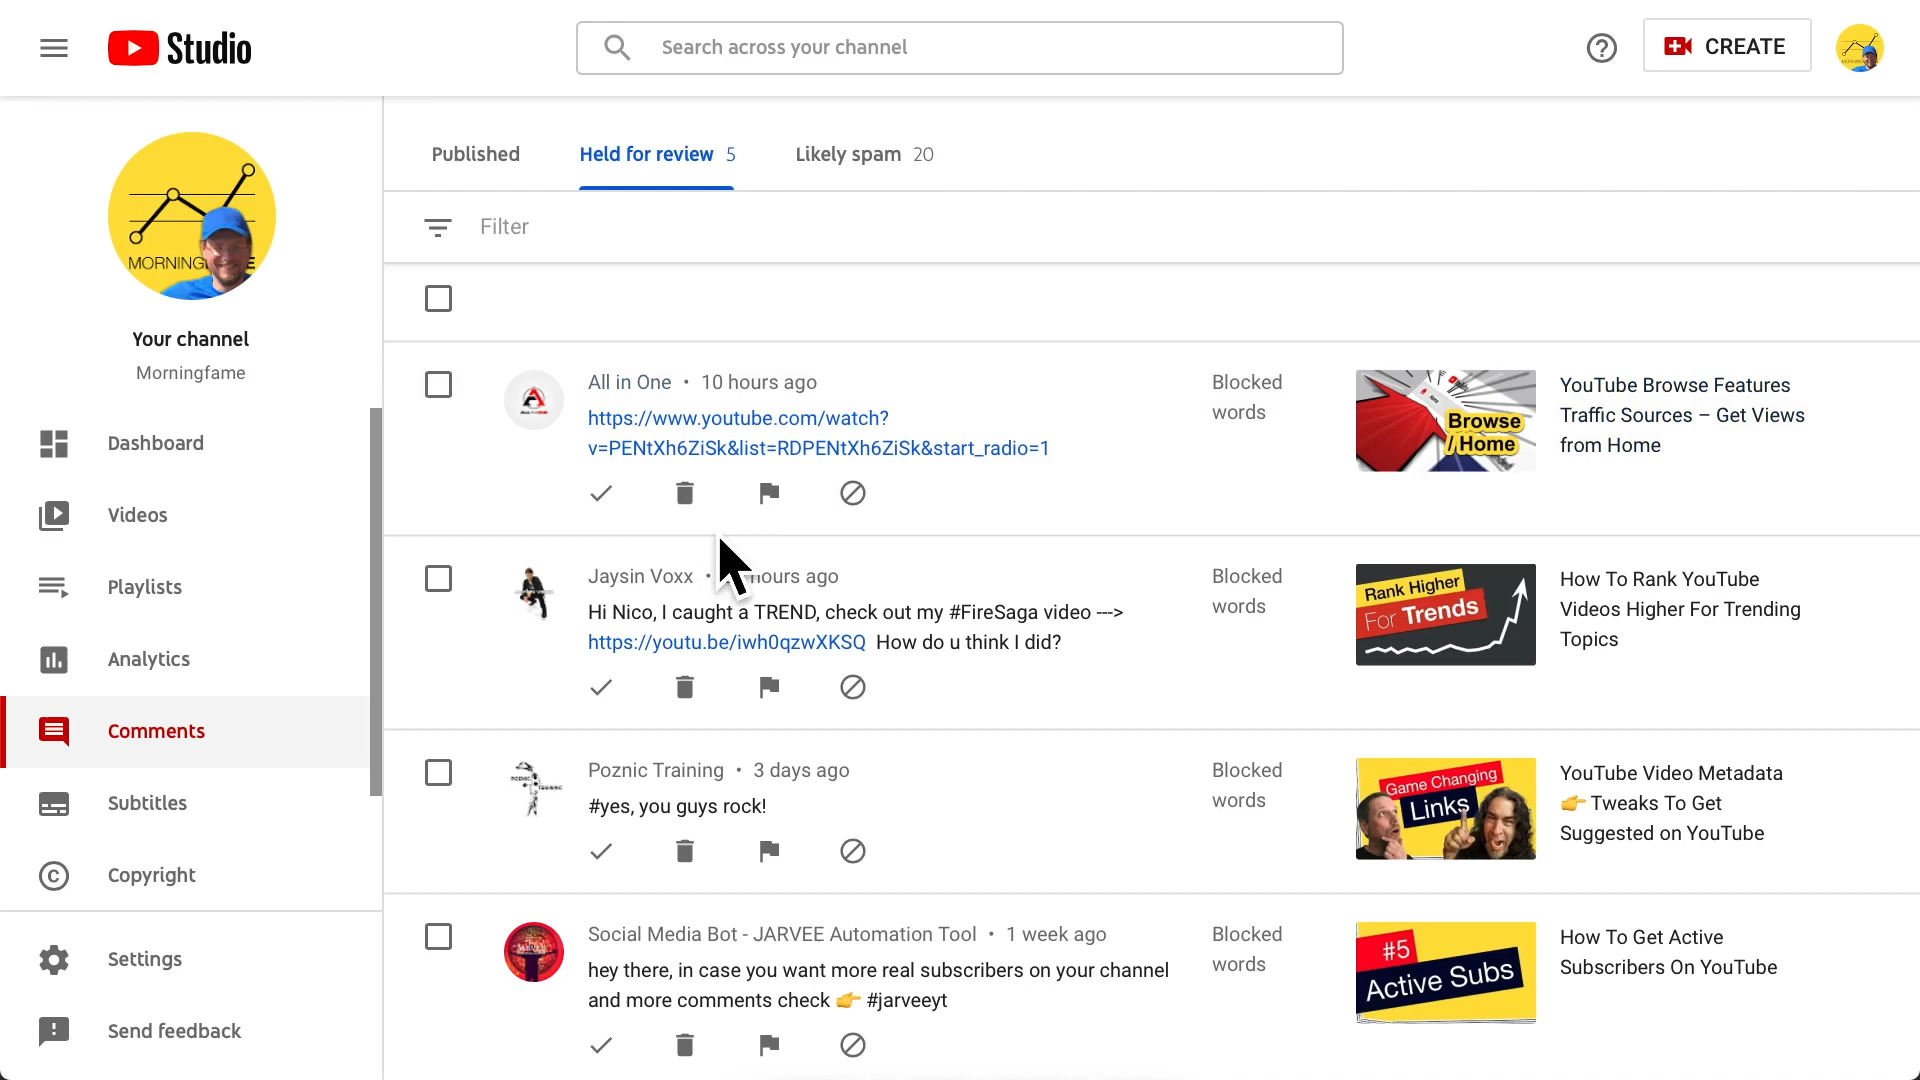 Studio
Search across your channel
CREATE
MORNING E
Your channel
Morningfame
Dashboard
Videos
Playlists
Analytics
Comments
Subtitles
Copyright
Settings
Send feedback
Published
Held for review 5
Likely spam 20
Filter
All in One • 10 hours ago
https://www.youtube.com/watch?
v=PENtXh6ZiSk&list=RDPENtXh6ZiSk&start_radio=1
Blocked
words
Browse
/Home
YouTube Browse Features
Traffic Sources – Get Views
from Home
Jaysin Voxx • hours ago
Hi Nico, I caught a TREND, check out my #FireSaga video --->
https://youtu.be/iwh0qzwXKSQ How do u think I did?
Blocked
words
Rank Higher
For Trends
How To Rank YouTube
Videos Higher For Trending
Topics
Poznic Training • 3 days ago
#yes, you guys rock!
Blocked
words
Game Changing
Links
YouTube Video Metadata
👉 Tweaks To Get
Suggested on YouTube
Social Media Bot - JARVEE Automation Tool • 1 week ago
hey there, in case you want more real subscribers on your channel
and more comments check 👉 #jarveeyt
Blocked
words
#5
Active Subs
How To Get Active
Subscribers On YouTube